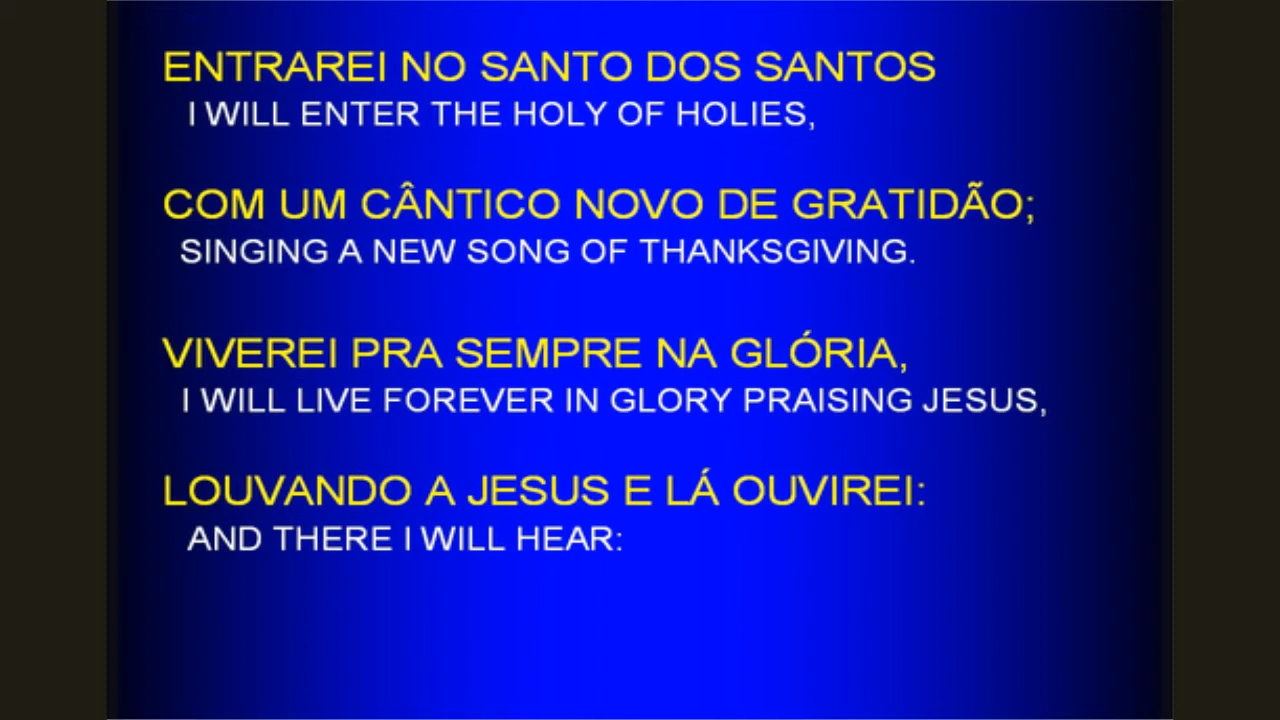 ENTRAREI NO SANTO DOS SANTOS
I WILL ENTER THE HOLY OF HOLIES,
COM UM CÂNTICO NOVO DE GRATIDÃO;
SINGING A NEW SONG OF THANKSGIVING.
VIVEREI PRA SEMPRE NA GLÓRIA,
I WILL LIVE FOREVER IN GLORY PRAISING JESUS,
LOUVANDO A JESUS E LÁ OUVIREI:
AND THERE I WILL HEAR: